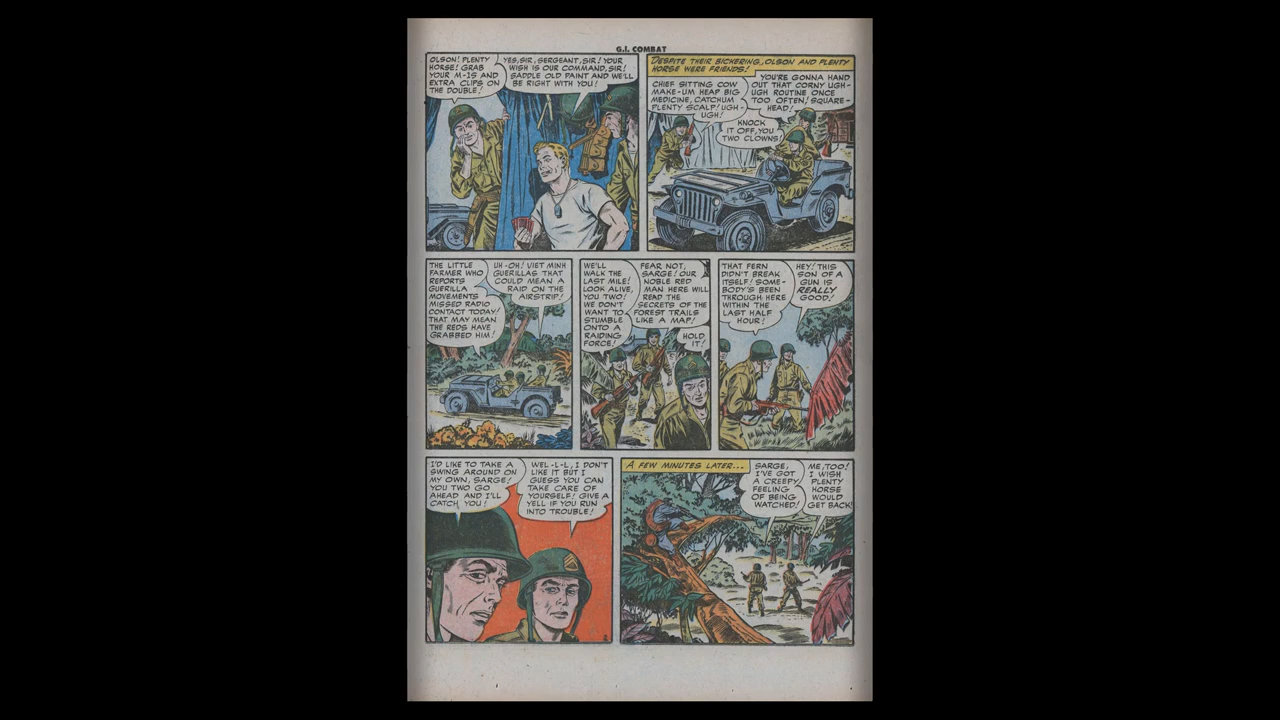 G.I. COMBAT
OLSON! PLENTY
HORSE! GRAB
YOUR M-1S AND
EXTRA CLIPS ON
THE DOUBLE!
YES, SIR, SERGEANT, SIR! YOUR
WISH IS OUR COMMAND, SIR!
SADDLE OLD PAINT AND WE'LL
BE RIGHT WITH YOU!
DESPITE THEIR BICKERING, OLSON AND PLENTY
HORSE WERE FRIENDS!
CHIEF SITTING COW
MAKE-UM HEAP BIG
MEDICINE, CATCHUM
PLENTY SCALP! UGH-
UGH!
YOU'RE GONNA HAND
OUT THAT CORNY UGH-
UGH ROUTINE ONCE
TOO OFTEN! SQUARE-
HEAD!
KNOCK
IT OFF, YOU
TWO CLOWNS!
THE LITTLE
FARMER WHO
REPORTS
GUERILLA
MOVEMENTS
MISSED RADIO
CONTACT TODAY!
THAT MAY MEAN
THE REDS HAVE
GRABBED HIM!
UH-OH! VIET MINH
GUERILLAS THAT
COULD MEAN A
RAID ON THE
AIRSTRIP!
WE'LL
WALK THE
LAST MILE!
LOOK ALIVE,
YOU TWO!
WE DON'T
WANT TO
STUMBLE
ONTO A
RAIDING
FORCE!
FEAR NOT,
SARGE! OUR
NOBLE RED
MAN HERE WILL
READ THE
SECRETS OF THE
FOREST TRAILS
LIKE A MAP!
HOLD
IT!
THAT FERN
DIDN'T BREAK
ITSELF! SOME-
BODY'S BEEN
THROUGH HERE
WITHIN THE
LAST HALF
HOUR!
HEY! THIS
SON OF A
GUN IS
REALLY
GOOD!
I'D LIKE TO TAKE A
SWING AROUND ON
MY OWN, SARGE!
YOU TWO GO
AHEAD AND I'LL
CATCH YOU!
WEL-L-L, I DON'T
LIKE IT BUT I
GUESS YOU CAN
TAKE CARE OF
YOURSELF! GIVE A
YELL IF YOU RUN
INTO TROUBLE!
A FEW MINUTES LATER...
SARGE,
I'VE GOT
A CREEPY
FEELING
OF BEING
WATCHED!
ME, TOO!
I WISH
PLENTY
HORSE
WOULD
GET BACK!